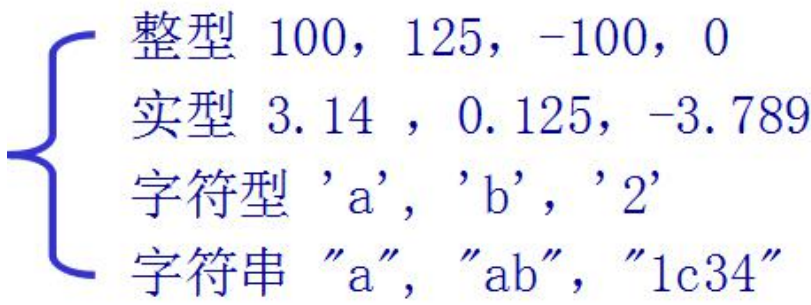 整型 100, 125, -100, 0
实型 3.14 , 0.125, -3.789
字符型 'a', 'b', '2'
字符串 "a", "ab", "1c34"